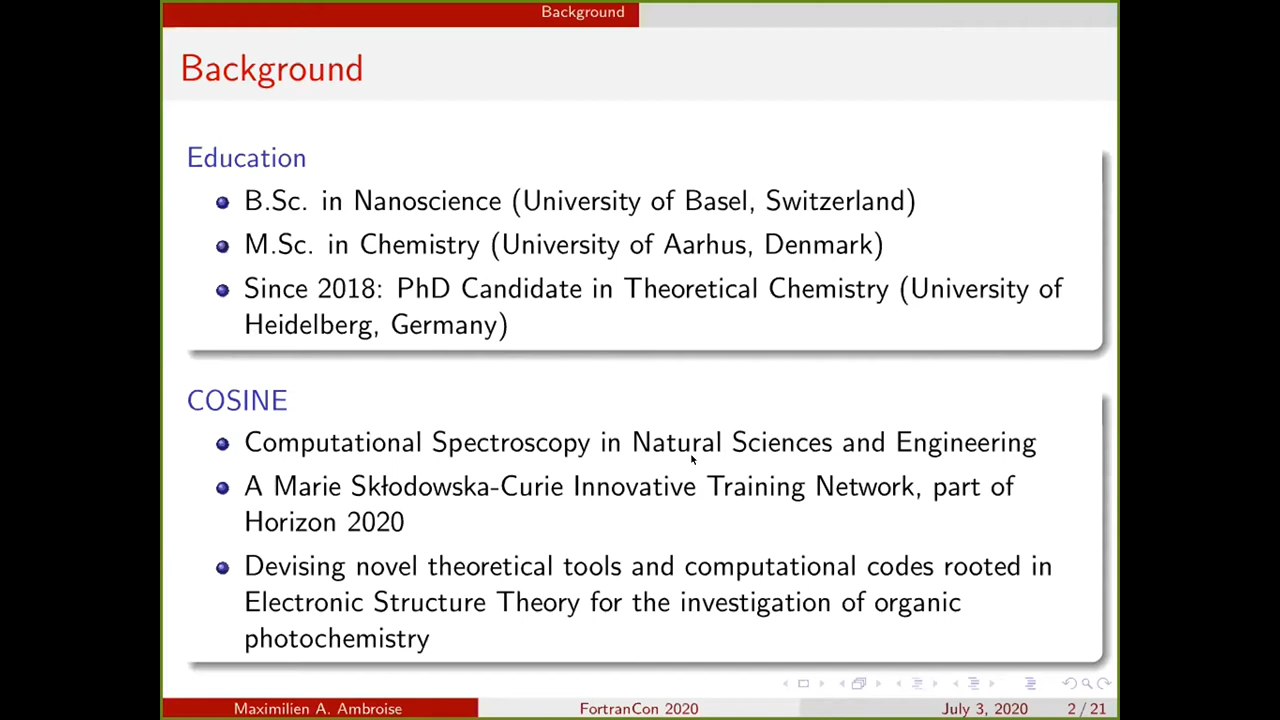 Background
Background
Education
B.Sc. in Nanoscience (University of Basel, Switzerland)
M.Sc. in Chemistry (University of Aarhus, Denmark)
Since 2018: PhD Candidate in Theoretical Chemistry (University of
Heidelberg, Germany)
COSINE
Computational Spectroscopy in Natural Sciences and Engineering
A Marie Skłodowska-Curie Innovative Training Network, part of
Horizon 2020
Devising novel theoretical tools and computational codes rooted in
Electronic Structure Theory for the investigation of organic
photochemistry
Maximilien A. Ambroise FortranCon 2020 July 3, 2020 2 / 21